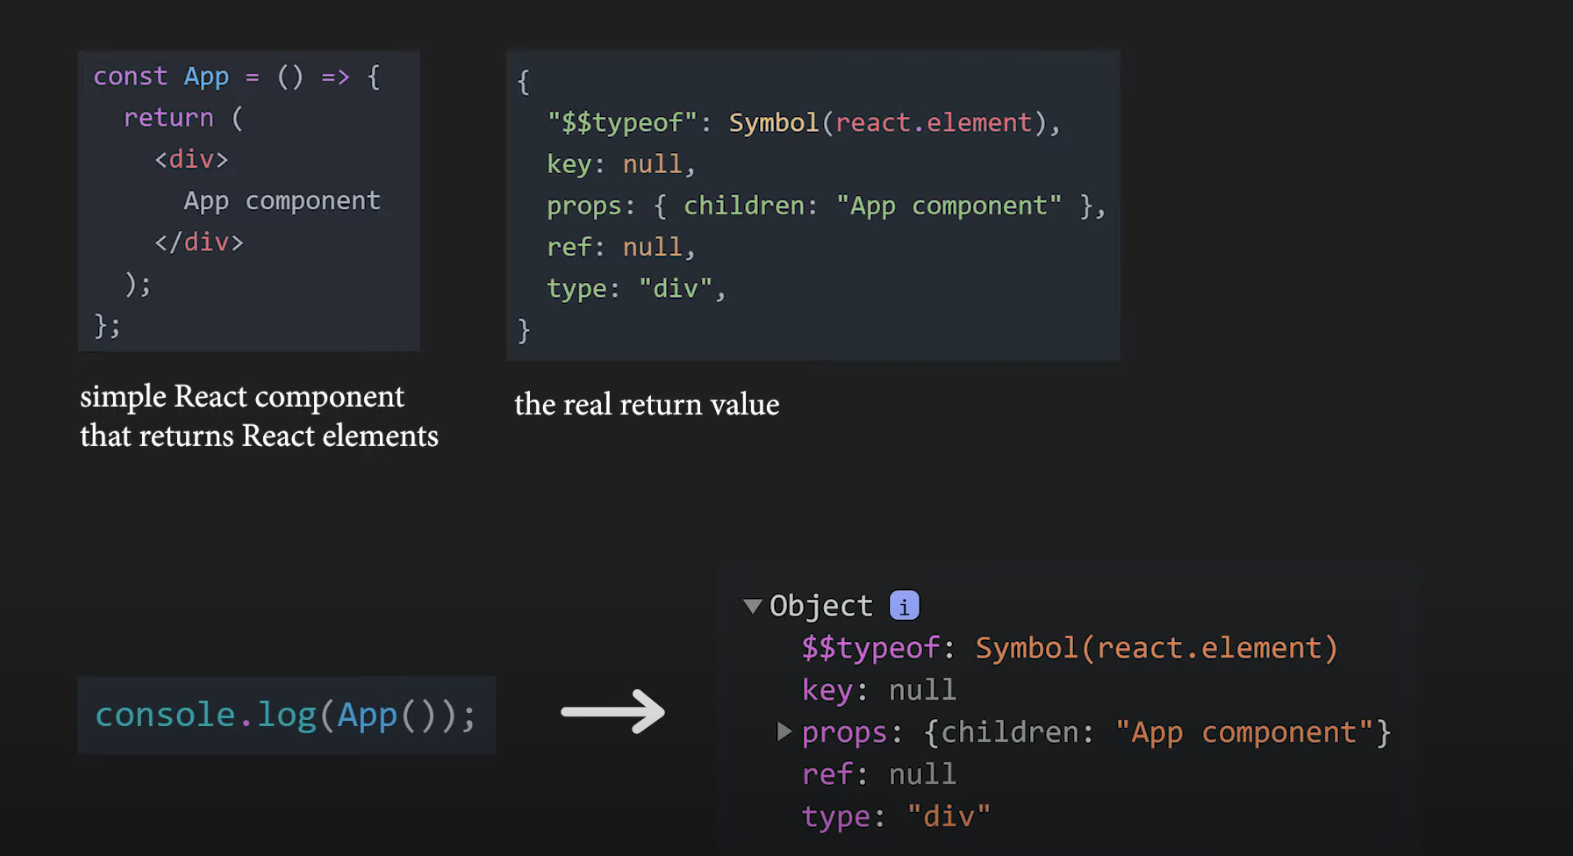 const App = () => {
return (
<div>
App component
</div>
);
};
simple React component
that returns React elements
{
"$$typeof": Symbol(react.element),
key: null,
props: { children: "App component" },
ref: null,
type: "div",
}
the real return value
console.log(App());
Object i
$$typeof: Symbol(react.element)
key: null
props: {children: "App component"}
ref: null
type: "div"